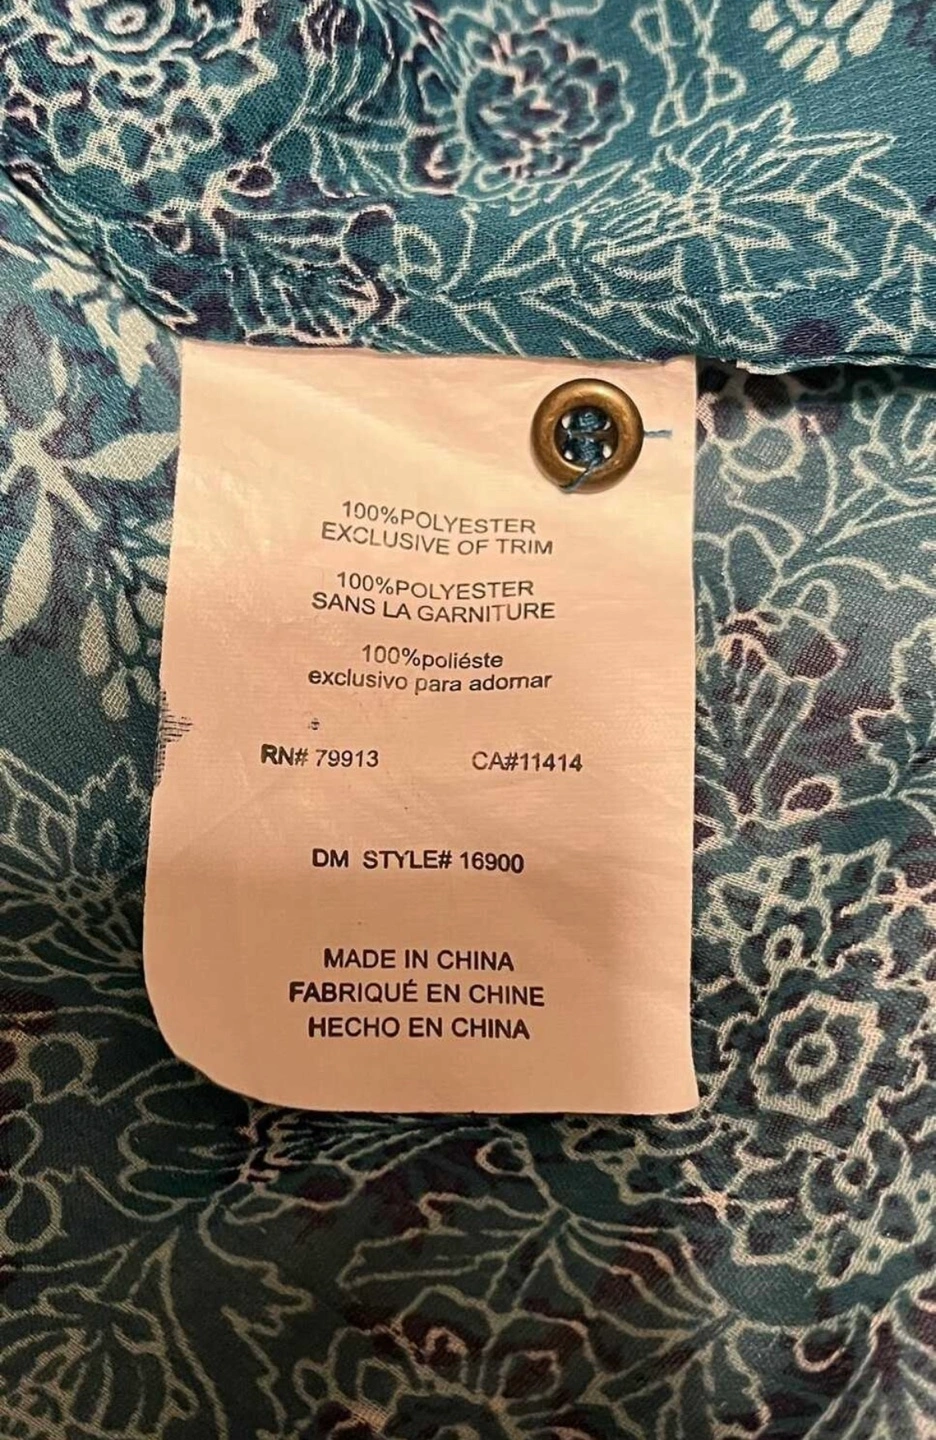 100%POLYESTER
EXCLUSIVE OF TRIM
100%POLYESTER
SANS LA GARNITURE
100%poliéste
exclusivo para adornar
RN# 79913 CA#11414
DM STYLE# 16900
MADE IN CHINA
FABRIQUÉ EN CHINE
HECHO EN CHINA